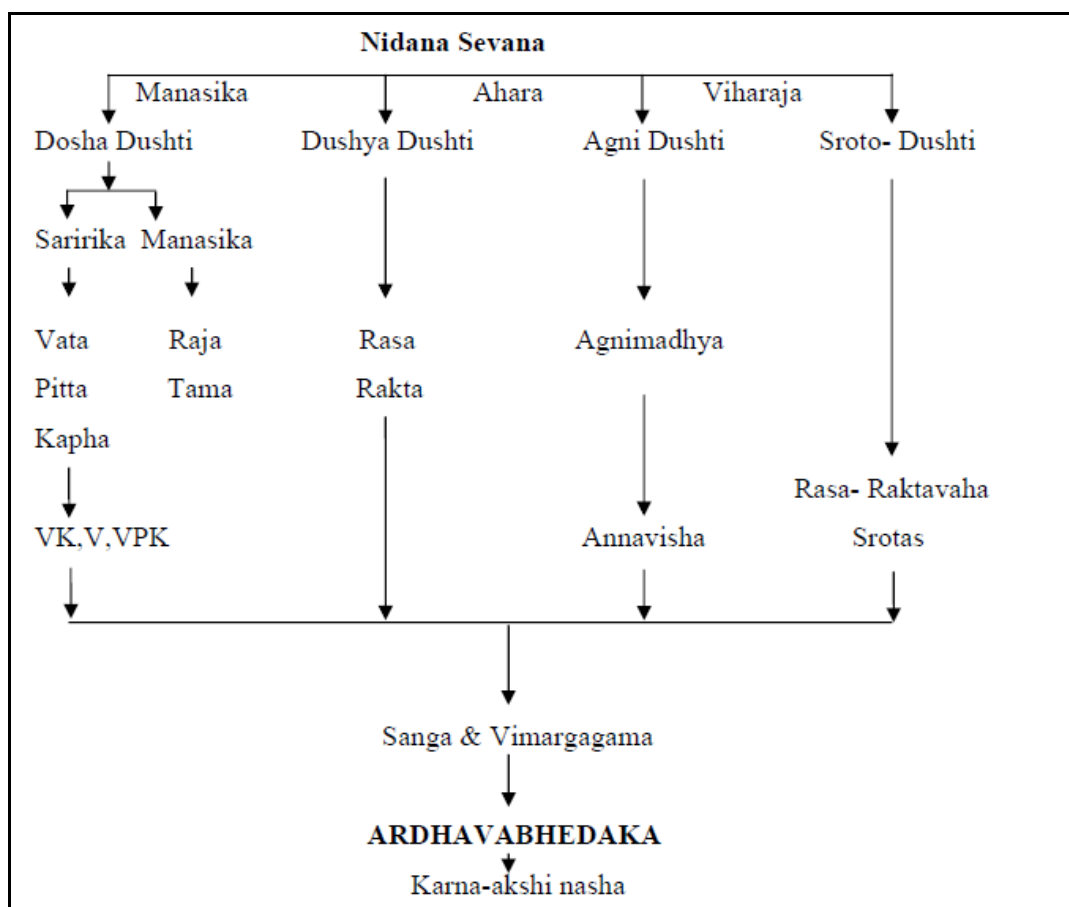 Nidana Sevana
Manasika Ahara Viharaja
Dosha Dushti Dushya Dushti Agni Dushti Sroto- Dushti
Saririka Manasika
Vata Raja Rasa Agnimadhya
Pitta Tama Rakta
Kapha
Rasa- Raktavaha
VK,V,VPK Annavisha Srotas
Sanga & Vimargagama
ARDHAVABHEDAKA
Karna-akshi nasha